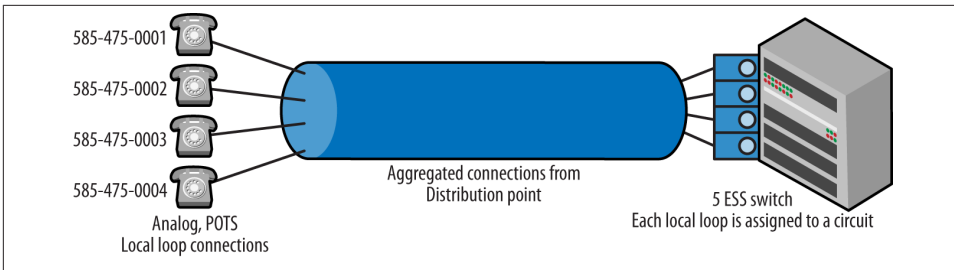 585-475-0001
585-475-0002
585-475-0003
585-475-0004
Analog, POTS
Local loop connections
Aggregated connections from
Distribution point
5 ESS switch
Each local loop is assigned to a circuit